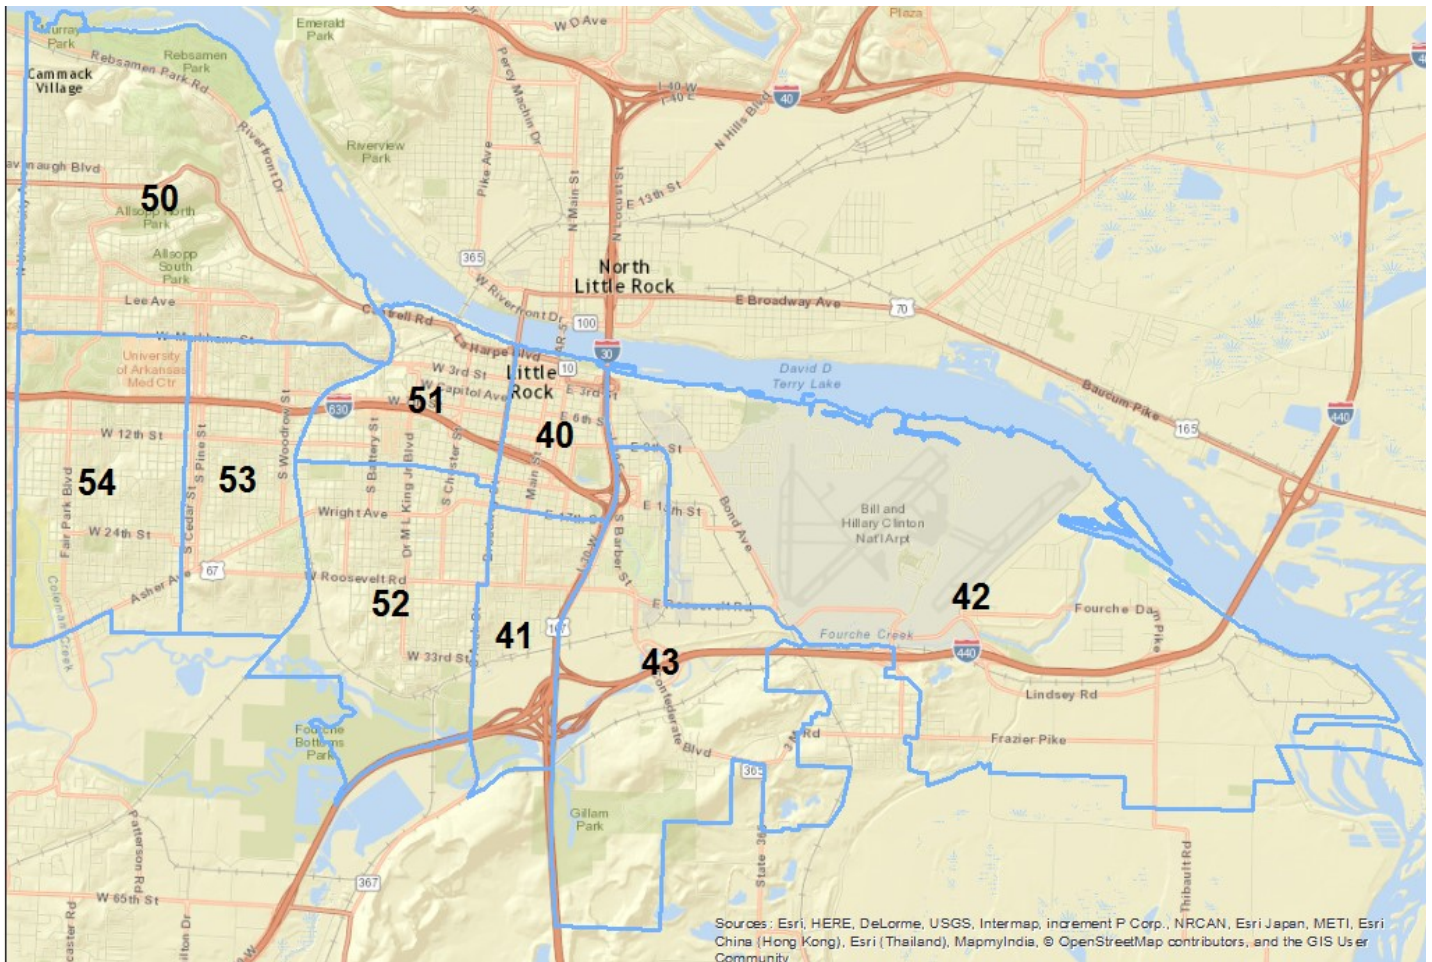 Murray
Park
Emerald
Park
W D Ave
Plaza
Rebsamen
Park
Rebsamen Park Rd
Cammack
Village
Percy Machin Dr
I-40 W
I-40 E
40
N Hills Blvd
Riverfront Dr
Riverview
Park
Pike Ave
N Main St
N Locust St
E 13th St
50
Allsopp North
Park
Allsopp
South
Park
365
North
Little Rock
W Riverfront Dr
Lee Ave
E Broadway Ave
70
Cantrell Rd
100
W Markham St
La Harpe Blvd
30
University
of Arkansas
Med Ctr
W 3rd St
10
Little
Rock
David D
Terry Lake
W Capitol Ave
E 3rd St
Baucum Pike
51
630
E 6th St
440
165
W 12th St
40
54
53
S Woodrow St
S Battery St
Dr M L King Jr Blvd
S Chester St
Main St
S Pine St
Fair Park Blvd
S Cedar St
Bond Ave
Wright Ave
Bill and
Hillary Clinton
Nat'l Arpt
W 24th St
I-30 W
S Barber St
67
Asher Ave
W Roosevelt Rd
E Roosevelt Rd
52
42
Coleman Creek
41
167
Fourche Creek
W 33rd St
43
440
Lindsey Rd
Confederate Blvd
Fourche
Bottoms
Park
Frazier Pike
365
Gillam
Park
Patterson Rd
367
State 365
Thibault Rd
W 65th St
Sources: Esri, HERE, DeLorme, USGS, Intermap, increment P Corp., NRCAN, Esri Japan, METI, Esri
China (Hong Kong), Esri (Thailand), MapmyIndia, © OpenStreetMap contributors, and the GIS User
Community